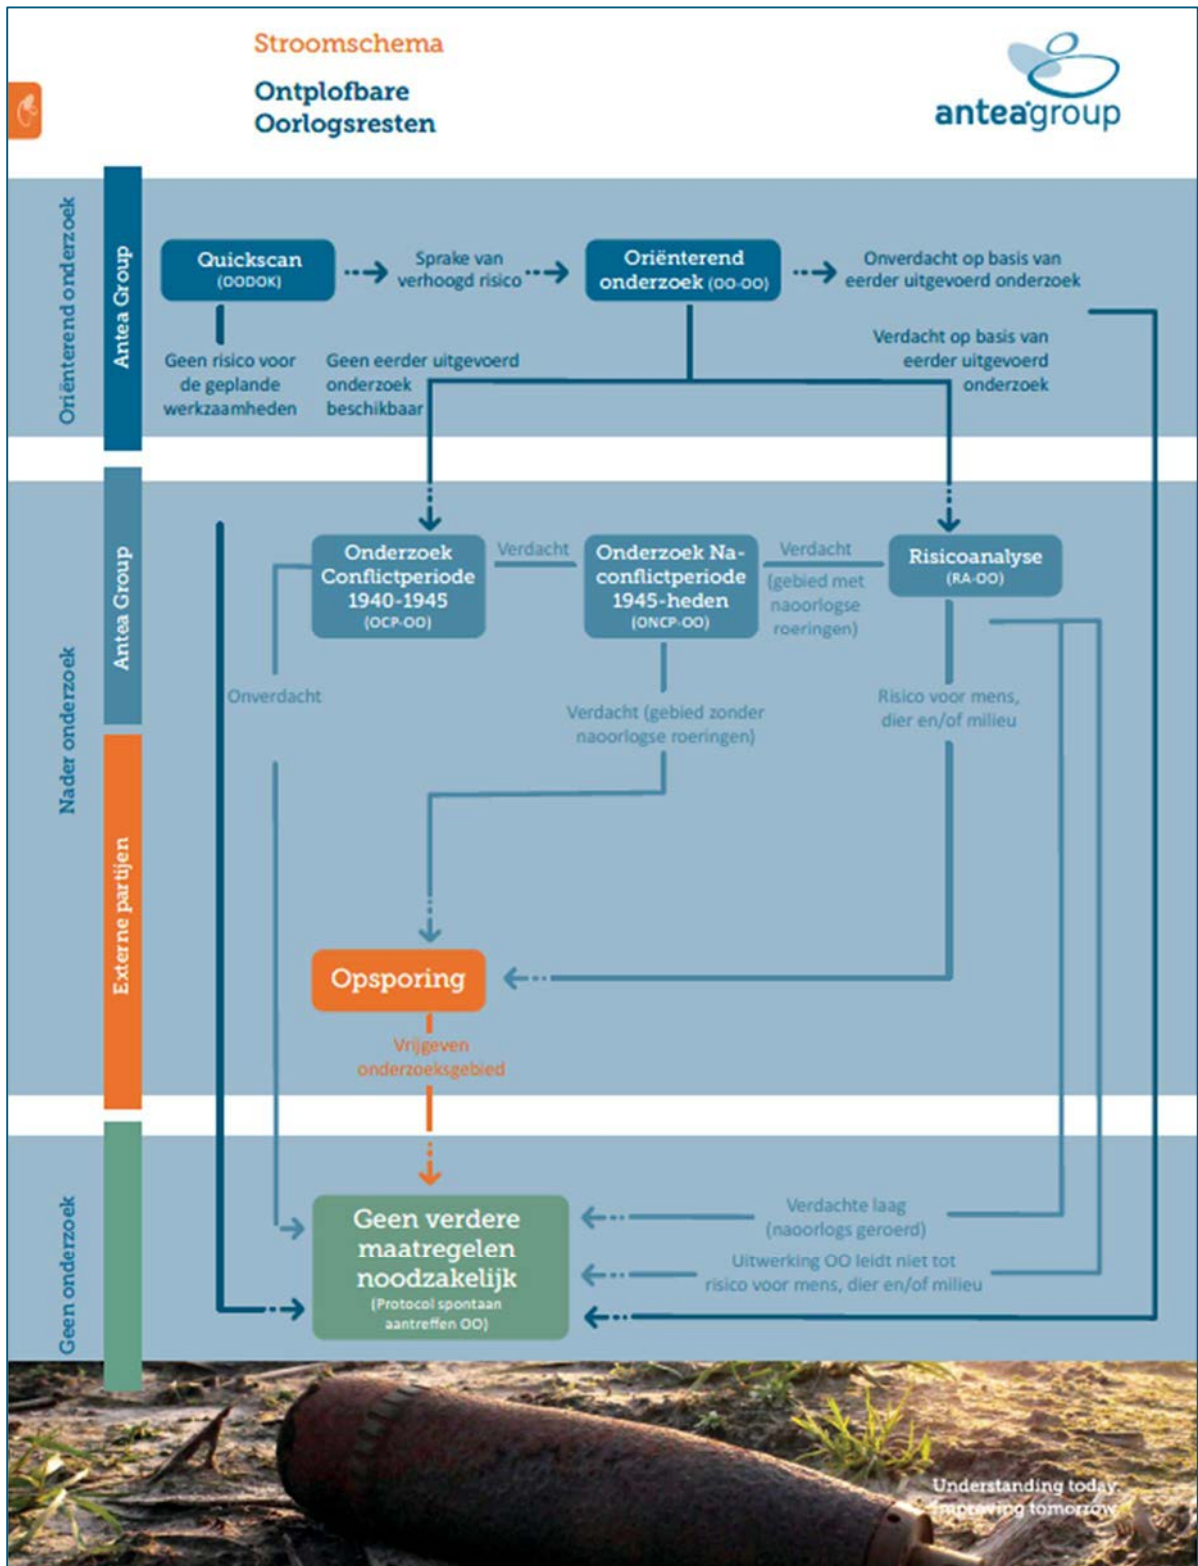 Stroomschema
Ontplofbare
Oorlogsresten
anteagroup
Oriënterend onderzoek
Antea Group
Quickscan
(OODOK)
Sprake van
verhoogd risico
Oriënterend
onderzoek (OO-OO)
Onverdacht op basis van
eerder uitgevoerd onderzoek
Geen risico voor
de geplande
werkzaamheden
Geen eerder uitgevoerd
onderzoek
beschikbaar
Verdacht op basis van
eerder uitgevoerd
onderzoek
Nader onderzoek
Antea Group
Onderzoek
Conflictperiode
1940-1945
(OCP-OO)
Verdacht
Onderzoek Na-
conflictperiode
1945-heden
(ONCP-OO)
Verdacht
(gebied met
naoorlogse
roeringen)
Risicoanalyse
(RA-OO)
Onverdacht
Verdacht (gebied zonder
naoorlogse roeringen)
Risico voor mens,
dier en/of milieu
Externe partijen
Opsporing
Vrijgeven
onderzoeksgebied
Geen onderzoek
Geen verdere
maatregelen
noodzakelijk
(Protocol spontaan
aantreffen OO)
Verdachte laag
(naoorlogs geroerd)
Uitwerking OO leidt niet tot
risico voor mens, dier en/of milieu
Understanding today.
Improving tomorrow.